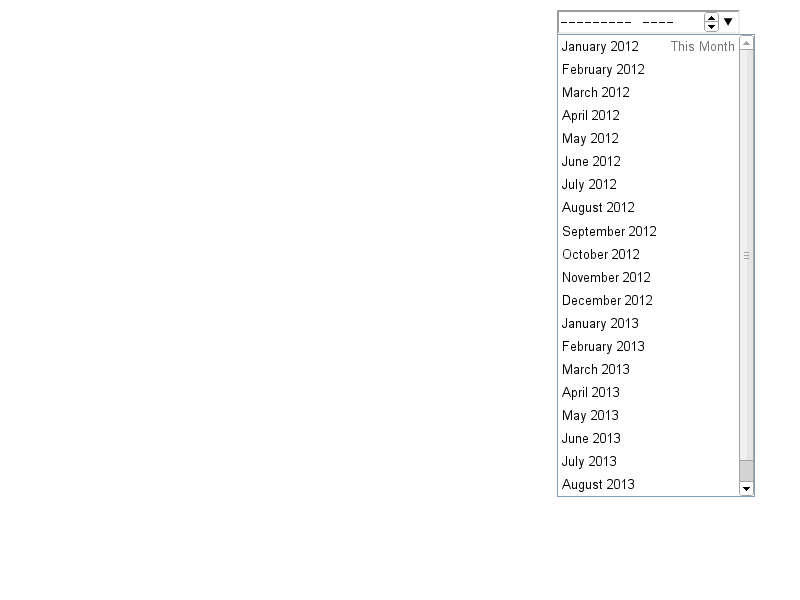 --------- ----
January 2012 This Month
February 2012
March 2012
April 2012
May 2012
June 2012
July 2012
August 2012
September 2012
October 2012
November 2012
December 2012
January 2013
February 2013
March 2013
April 2013
May 2013
June 2013
July 2013
August 2013